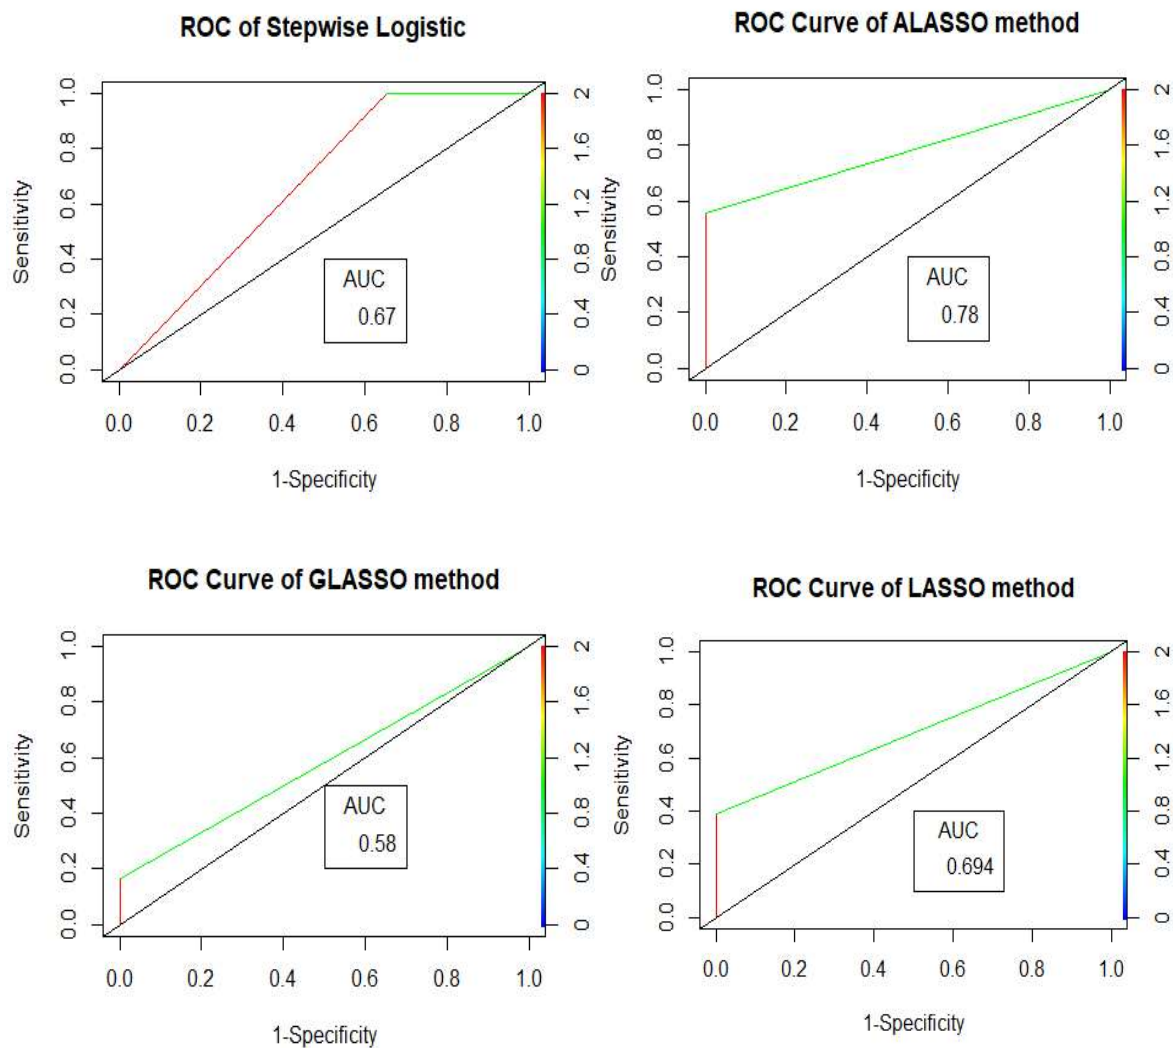 ROC of Stepwise Logistic
Sensitivity
0.0 0.2 0.4 0.6 0.8 1.0
AUC
0.67
0 0.4 0.8 1.2 1.6 2
0.0 0.2 0.4 0.6 0.8 1.0
1-Specificity
ROC Curve of ALASSO method
Sensitivity
0.0 0.2 0.4 0.6 0.8 1.0
AUC
0.78
0 0.4 0.8 1.2 1.6 2
0.0 0.2 0.4 0.6 0.8 1.0
1-Specificity
ROC Curve of GLASSO method
Sensitivity
0.0 0.2 0.4 0.6 0.8 1.0
AUC
0.58
0 0.4 0.8 1.2 1.6 2
0.0 0.2 0.4 0.6 0.8 1.0
1-Specificity
ROC Curve of LASSO method
Sensitivity
0.0 0.2 0.4 0.6 0.8 1.0
AUC
0.694
0 0.4 0.8 1.2 1.6 2
0.0 0.2 0.4 0.6 0.8 1.0
1-Specificity